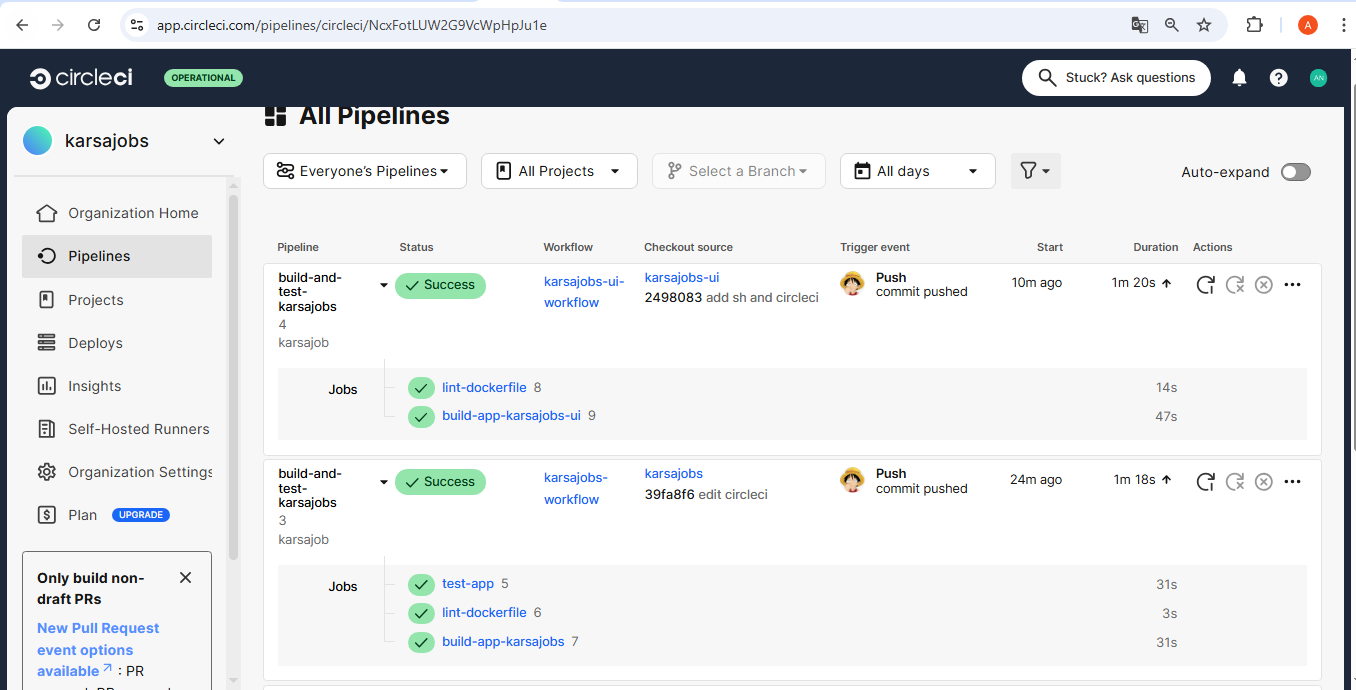 app.circleci.com/pipelines/circleci/NcxFotLUW2G9VcWpHpJu1e
A
circleci
OPERATIONAL
Stuck? Ask questions
AN
karsajobs
Organization Home
Pipelines
Projects
Deploys
Insights
Self-Hosted Runners
Organization Settings
Plan UPGRADE
Only build non-
draft PRs
New Pull Request
event options
available : PR
All Pipelines
Everyone's Pipelines
All Projects
Select a Branch
All days
Auto-expand
Pipeline Status Workflow Checkout source Trigger event Start Duration Actions
build-and-
test-
karsajobs
4
karsajob
Success
karsajobs-ui-
workflow
karsajobs-ui
2498083 add sh and circleci
Push
commit pushed
10m ago
1m 20s
Jobs
lint-dockerfile 8 14s
build-app-karsajobs-ui 9 47s
build-and-
test-
karsajobs
3
karsajob
Success
karsajobs-
workflow
karsajobs
39fa8f6 edit circleci
Push
commit pushed
24m ago
1m 18s
Jobs
test-app 5 31s
lint-dockerfile 6 3s
build-app-karsajobs 7 31s